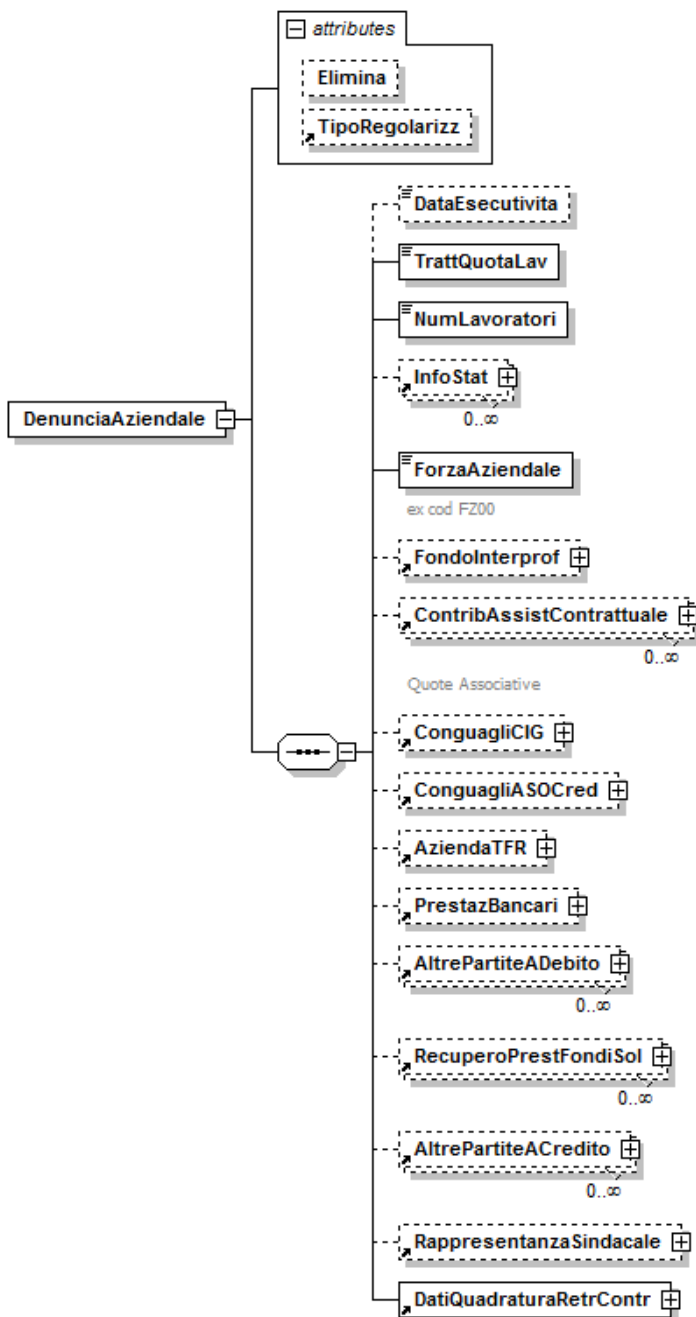 attributes
Elimina
TipoRegolarizz
DataEsecutivita
TrattQuotaLav
NumLavoratori
InfoStat
0..∞
DenunciaAziendale
ForzaAziendale
ex cod FZ00
FondoInterprof
ContribAssistContrattuale
0..∞
Quote Associative
ConguagliCIG
ConguagliASOCred
AziendaTFR
PrestazBancari
AltrePartiteADebito
0..∞
RecuperoPrestFondiSol
0..∞
AltrePartiteACredito
0..∞
RappresentanzaSindacale
DatiQuadraturaRetrContr